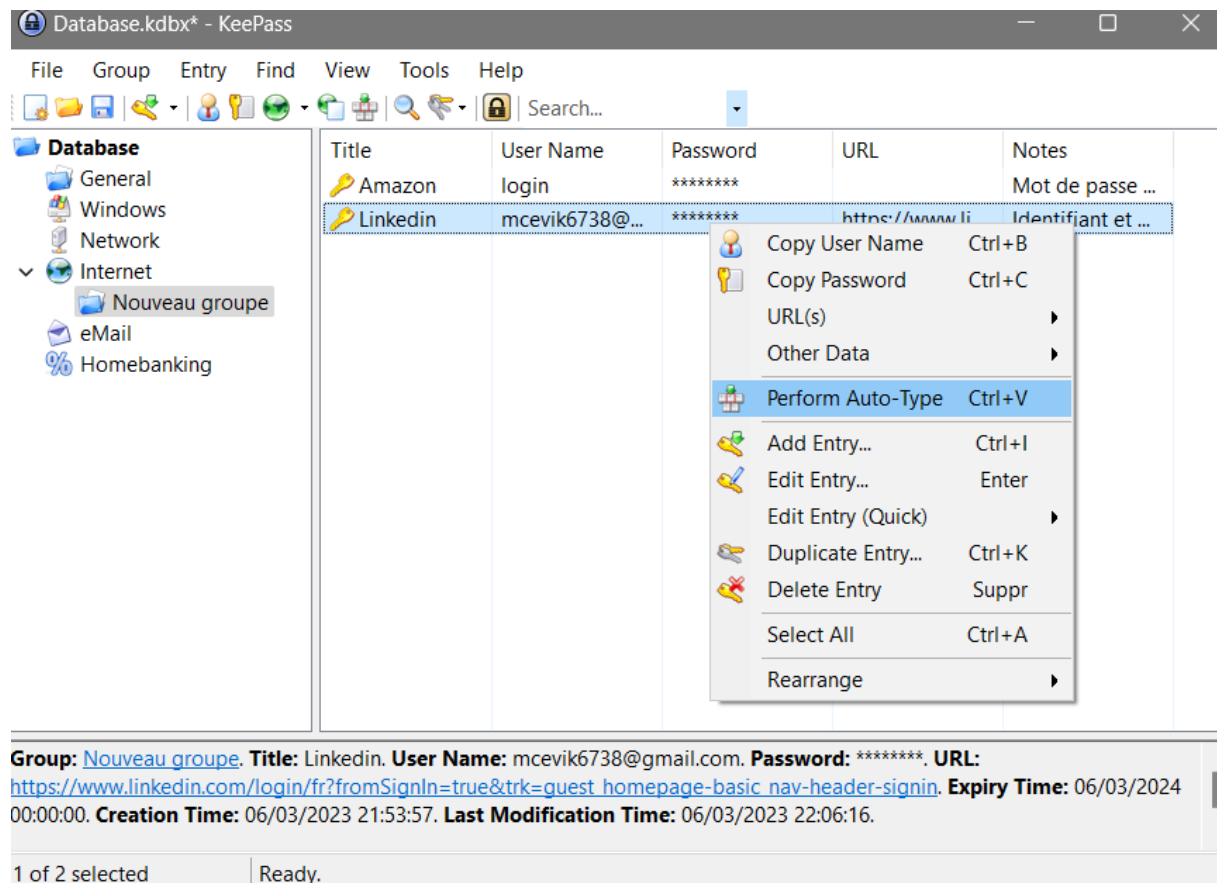 Database.kdbx* - KeePass
File Group Entry Find View Tools Help
Search...
Database
General
Windows
Network
Internet
Nouveau groupe
eMail
Homebanking
Title User Name Password URL Notes
Amazon login ******** Mot de passe ...
Linkedin mcevik6738@... ******** https://www.li Identifiant et ...
Copy User Name Ctrl+B
Copy Password Ctrl+C
URL(s)
Other Data
Perform Auto-Type Ctrl+V
Add Entry... Ctrl+I
Edit Entry... Enter
Edit Entry (Quick)
Duplicate Entry... Ctrl+K
Delete Entry Suppr
Select All Ctrl+A
Rearrange
Group: Nouveau groupe. Title: Linkedin. User Name: mcevik6738@gmail.com. Password: ********. URL:
https://www.linkedin.com/login/fr?fromSignIn=true&trk=guest_homepage-basic_nav-header-signin. Expiry Time: 06/03/2024
00:00:00. Creation Time: 06/03/2023 21:53:57. Last Modification Time: 06/03/2023 22:06:16.
1 of 2 selected Ready.